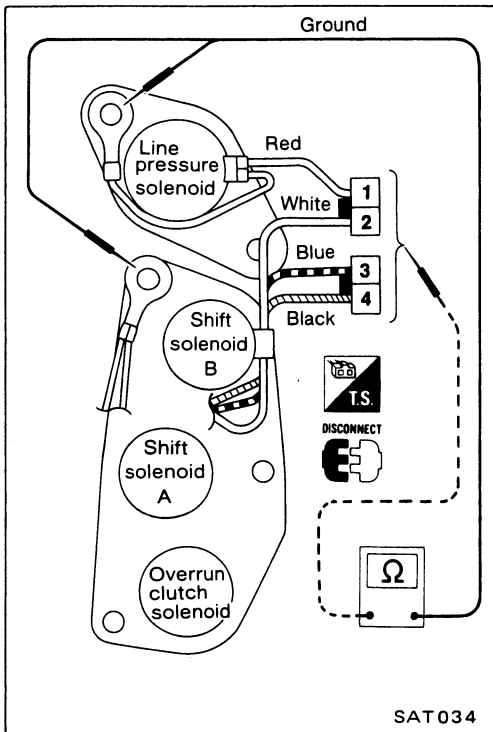 Ground
Line
pressure
solenoid
Red
1
White
2
Blue
3
4
Black
Shift
solenoid
B
T.S.
DISCONNECT
Shift
solenoid
A
Overrun
clutch
solenoid
Ω
SAT034